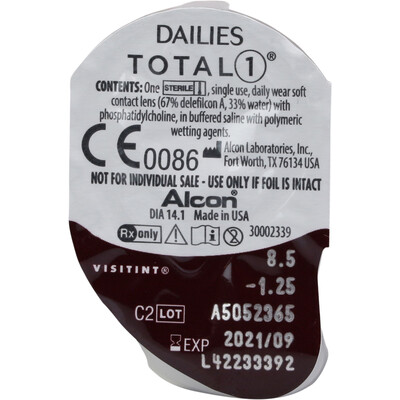 DAILIES
TOTAL 1®
CONTENTS: One STERILE, single use, daily wear soft
contact lens (67% delefilcon A, 33% water) with
phosphatidylcholine, in buffered saline with polymeric
wetting agents.
CE 0086 Alcon Laboratories, Inc.,
Fort Worth, TX 76134 USA
NOT FOR INDIVIDUAL SALE - USE ONLY IF FOIL IS INTACT
Alcon
DIA 14.1 Made in USA
Rx only 30002339
8.5
VISITINT®
-1.25
C2 LOT A5052365
EXP 2021/09
L42233392